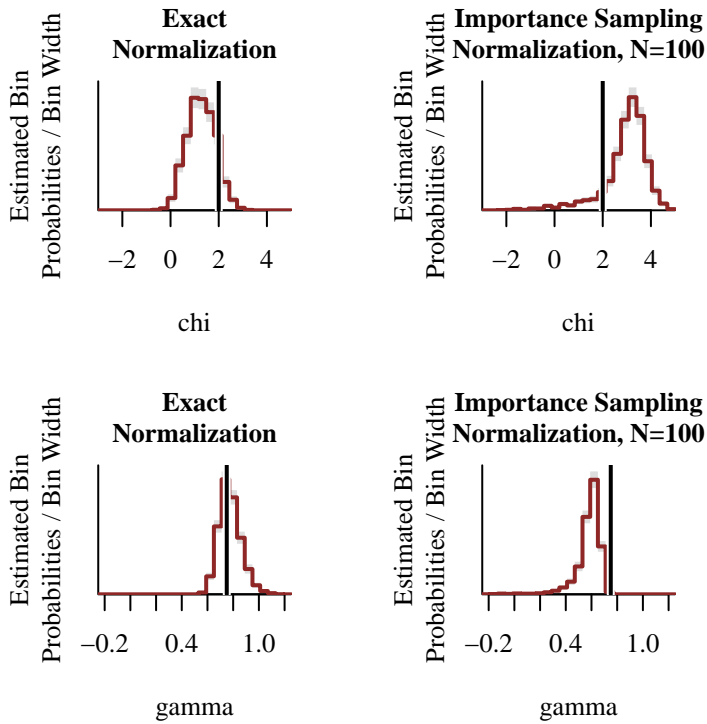 Exact
Normalization
Estimated Bin
Probabilities / Bin Width
−2 0 2 4
chi
Importance Sampling
Normalization, N=100
Estimated Bin
Probabilities / Bin Width
−2 0 2 4
chi
Exact
Normalization
Estimated Bin
Probabilities / Bin Width
−0.2 0.4 1.0
gamma
Importance Sampling
Normalization, N=100
Estimated Bin
Probabilities / Bin Width
−0.2 0.4 1.0
gamma